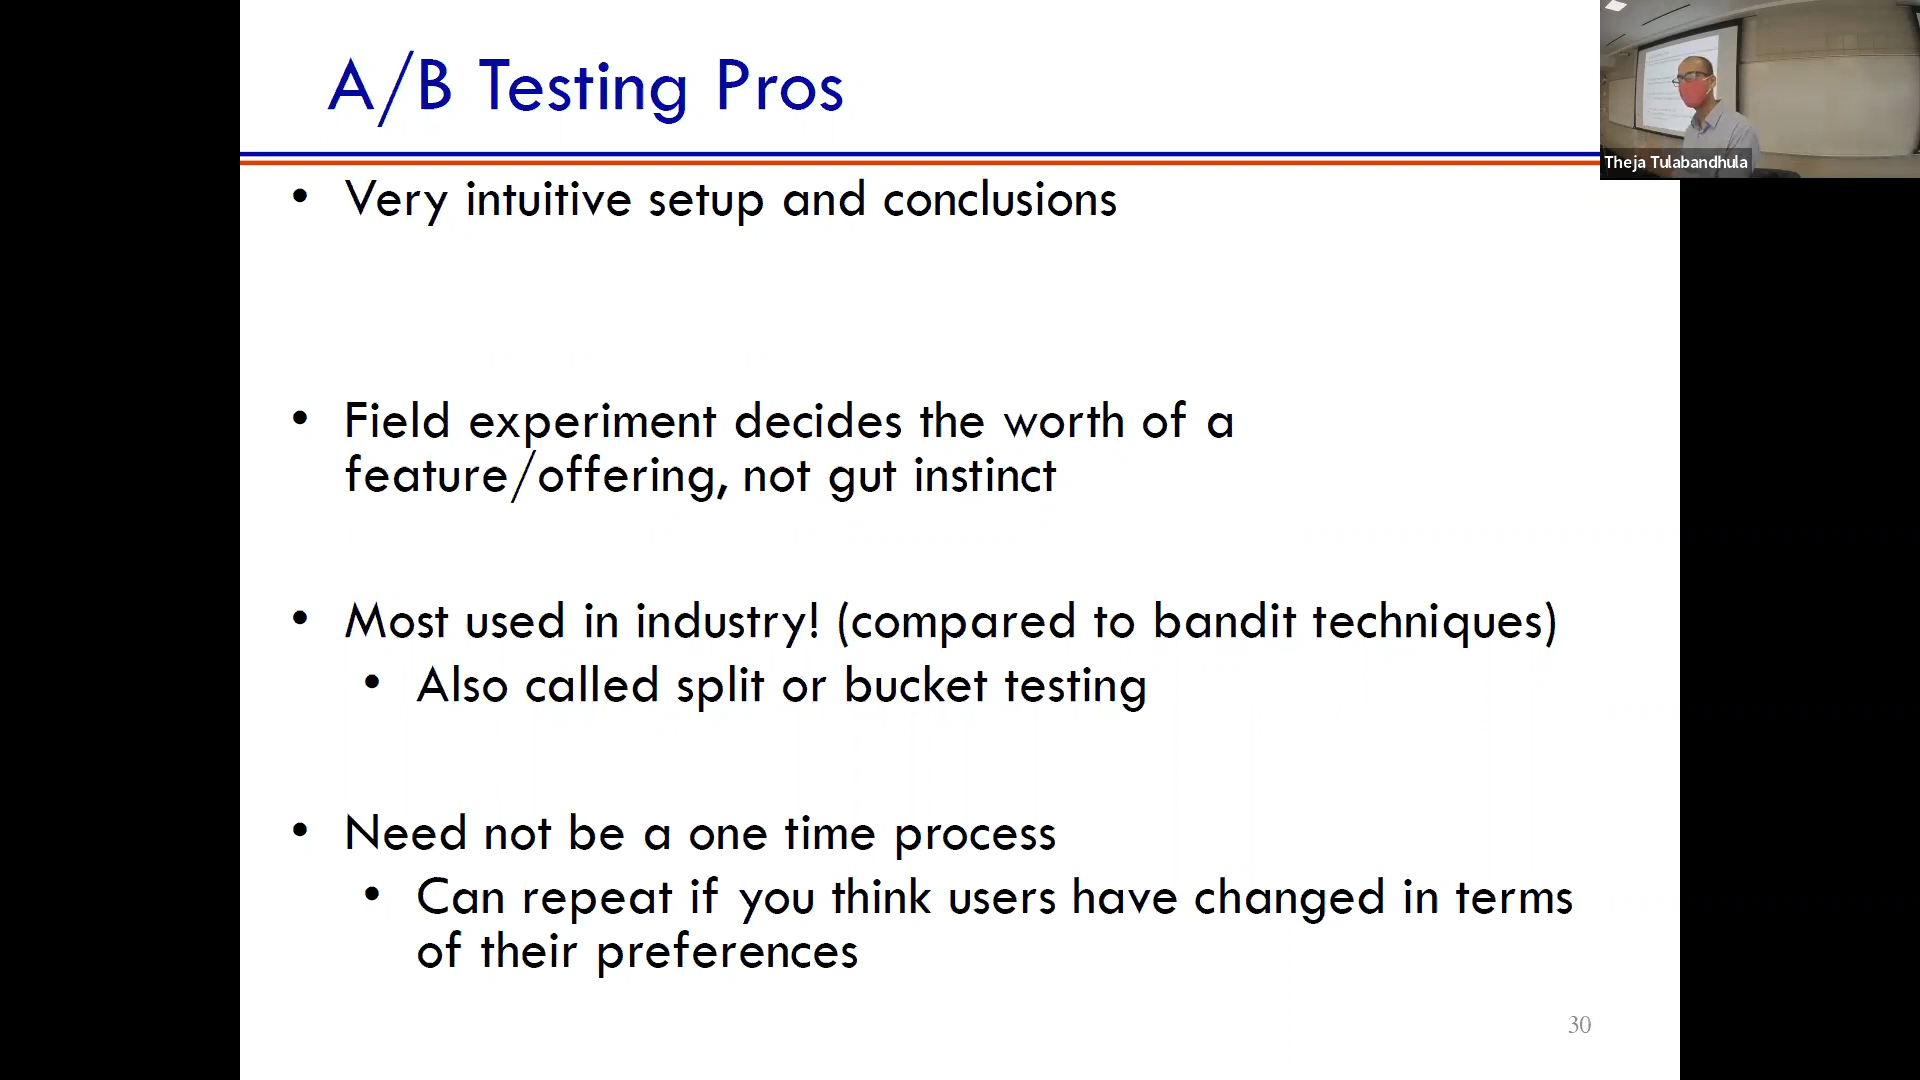 A/B Testing Pros
Theja Tulabandhula
• Very intuitive setup and conclusions
• Field experiment decides the worth of a
feature/offering, not gut instinct
• Most used in industry! (compared to bandit techniques)
• Also called split or bucket testing
• Need not be a one time process
• Can repeat if you think users have changed in terms
of their preferences
30